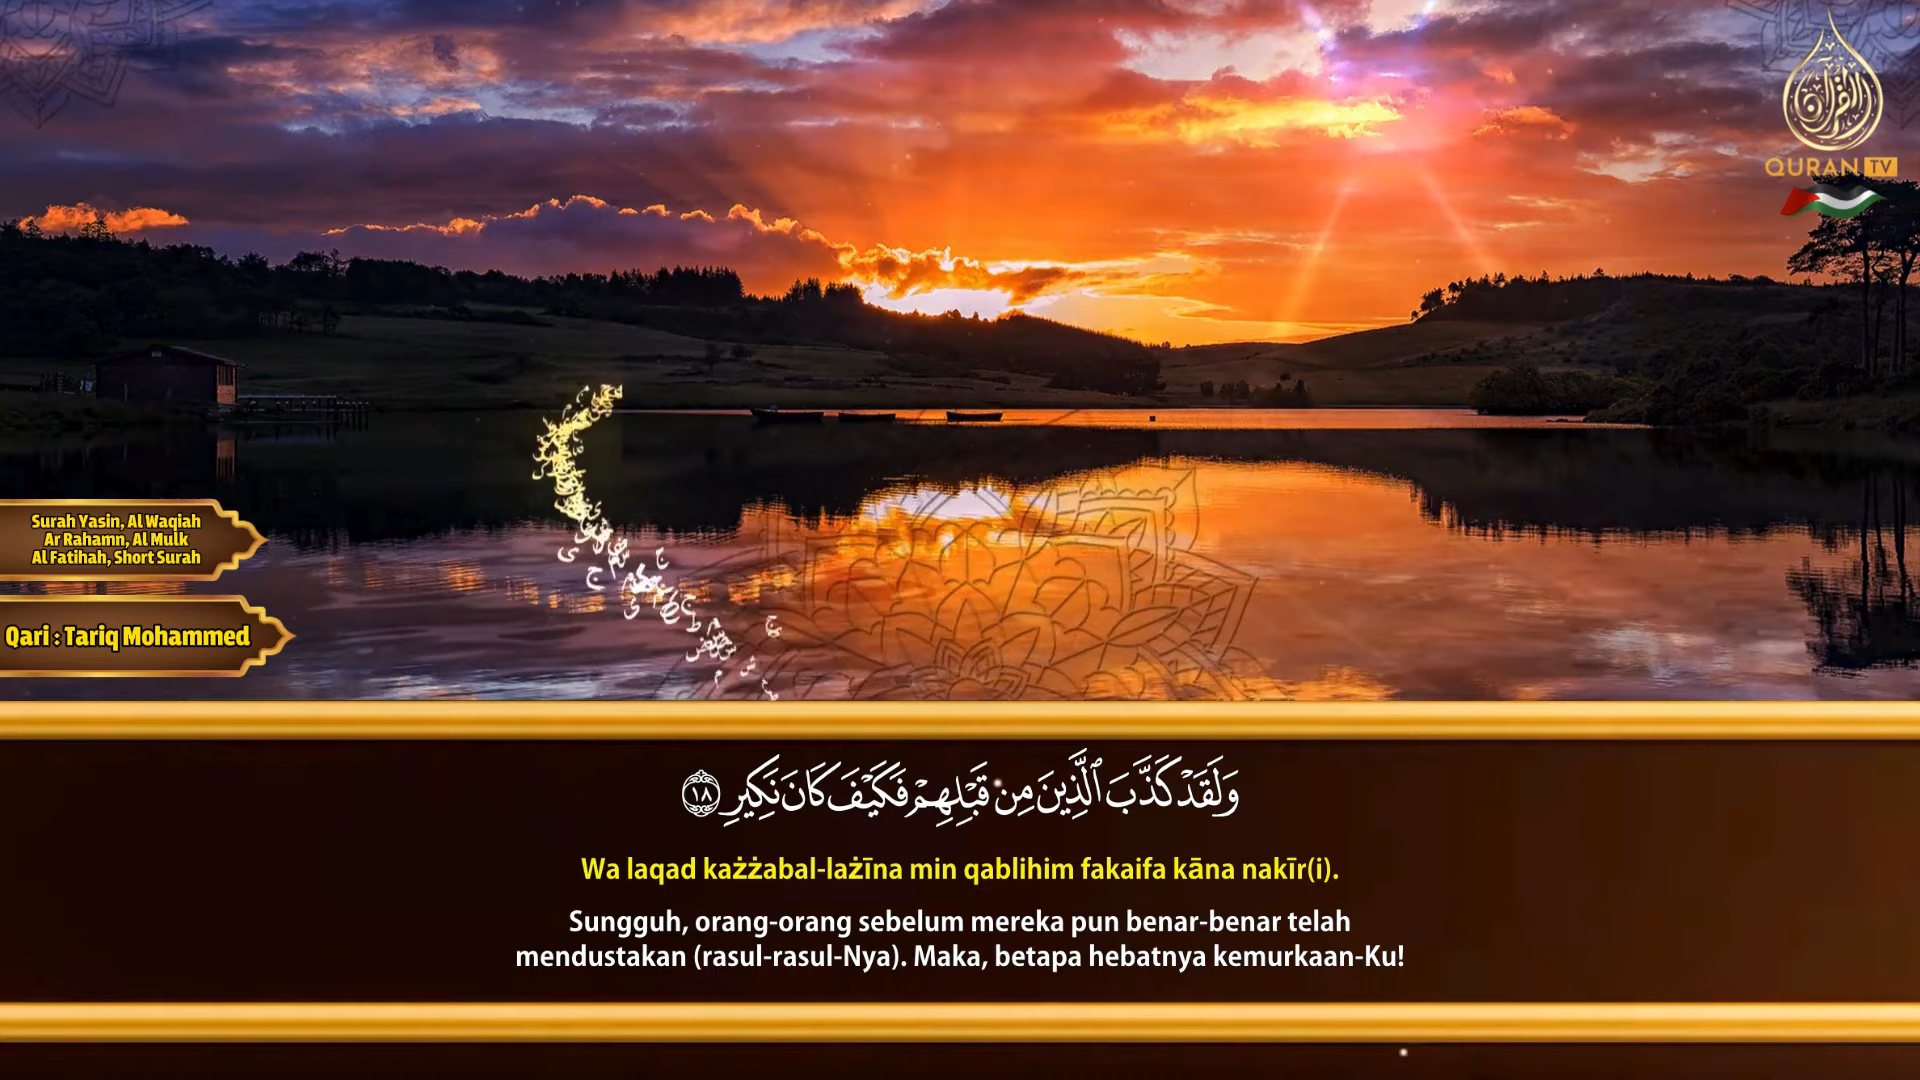 القرآن
QURAN TV
Surah Yasin, Al Waqiah
Ar Rahamn, Al Mulk
Al Fatihah, Short Surah
Qari : Tariq Mohammed
وَلَقَدْ كَذَّبَ ٱلَّذِينَ مِن قَبْلِهِمْ فَكَيْفَ كَانَ نَكِيرِ ١٨
Wa laqad każżabal-lażīna min qablihim fakaifa kāna nakīr(i).
Sungguh, orang-orang sebelum mereka pun benar-benar telah
mendustakan (rasul-rasul-Nya). Maka, betapa hebatnya kemurkaan-Ku!